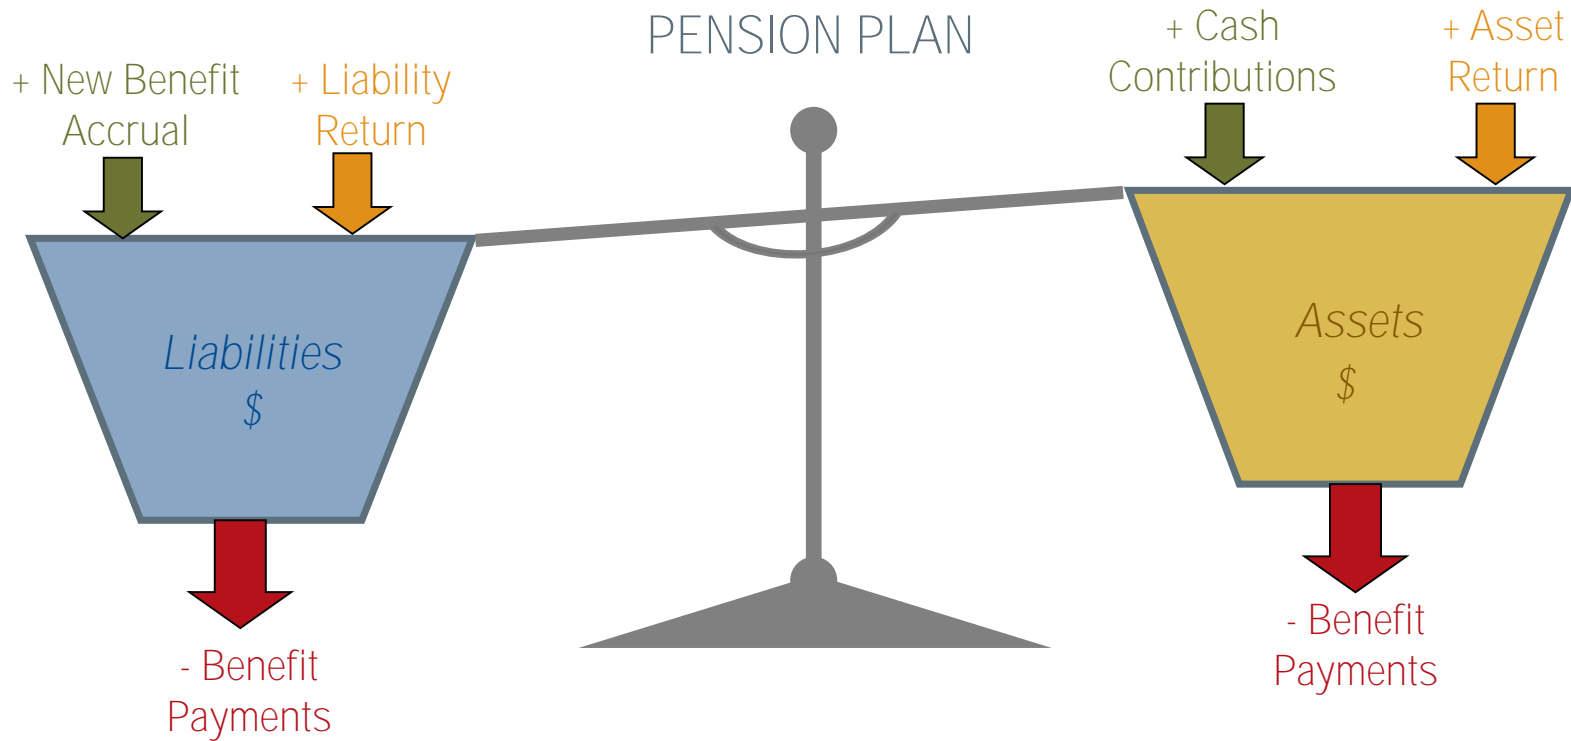 PENSION PLAN
+ New Benefit
Accrual
+ Liability
Return
+ Cash
Contributions
+ Asset
Return
Liabilities
$
Assets
$
- Benefit
Payments
- Benefit
Payments